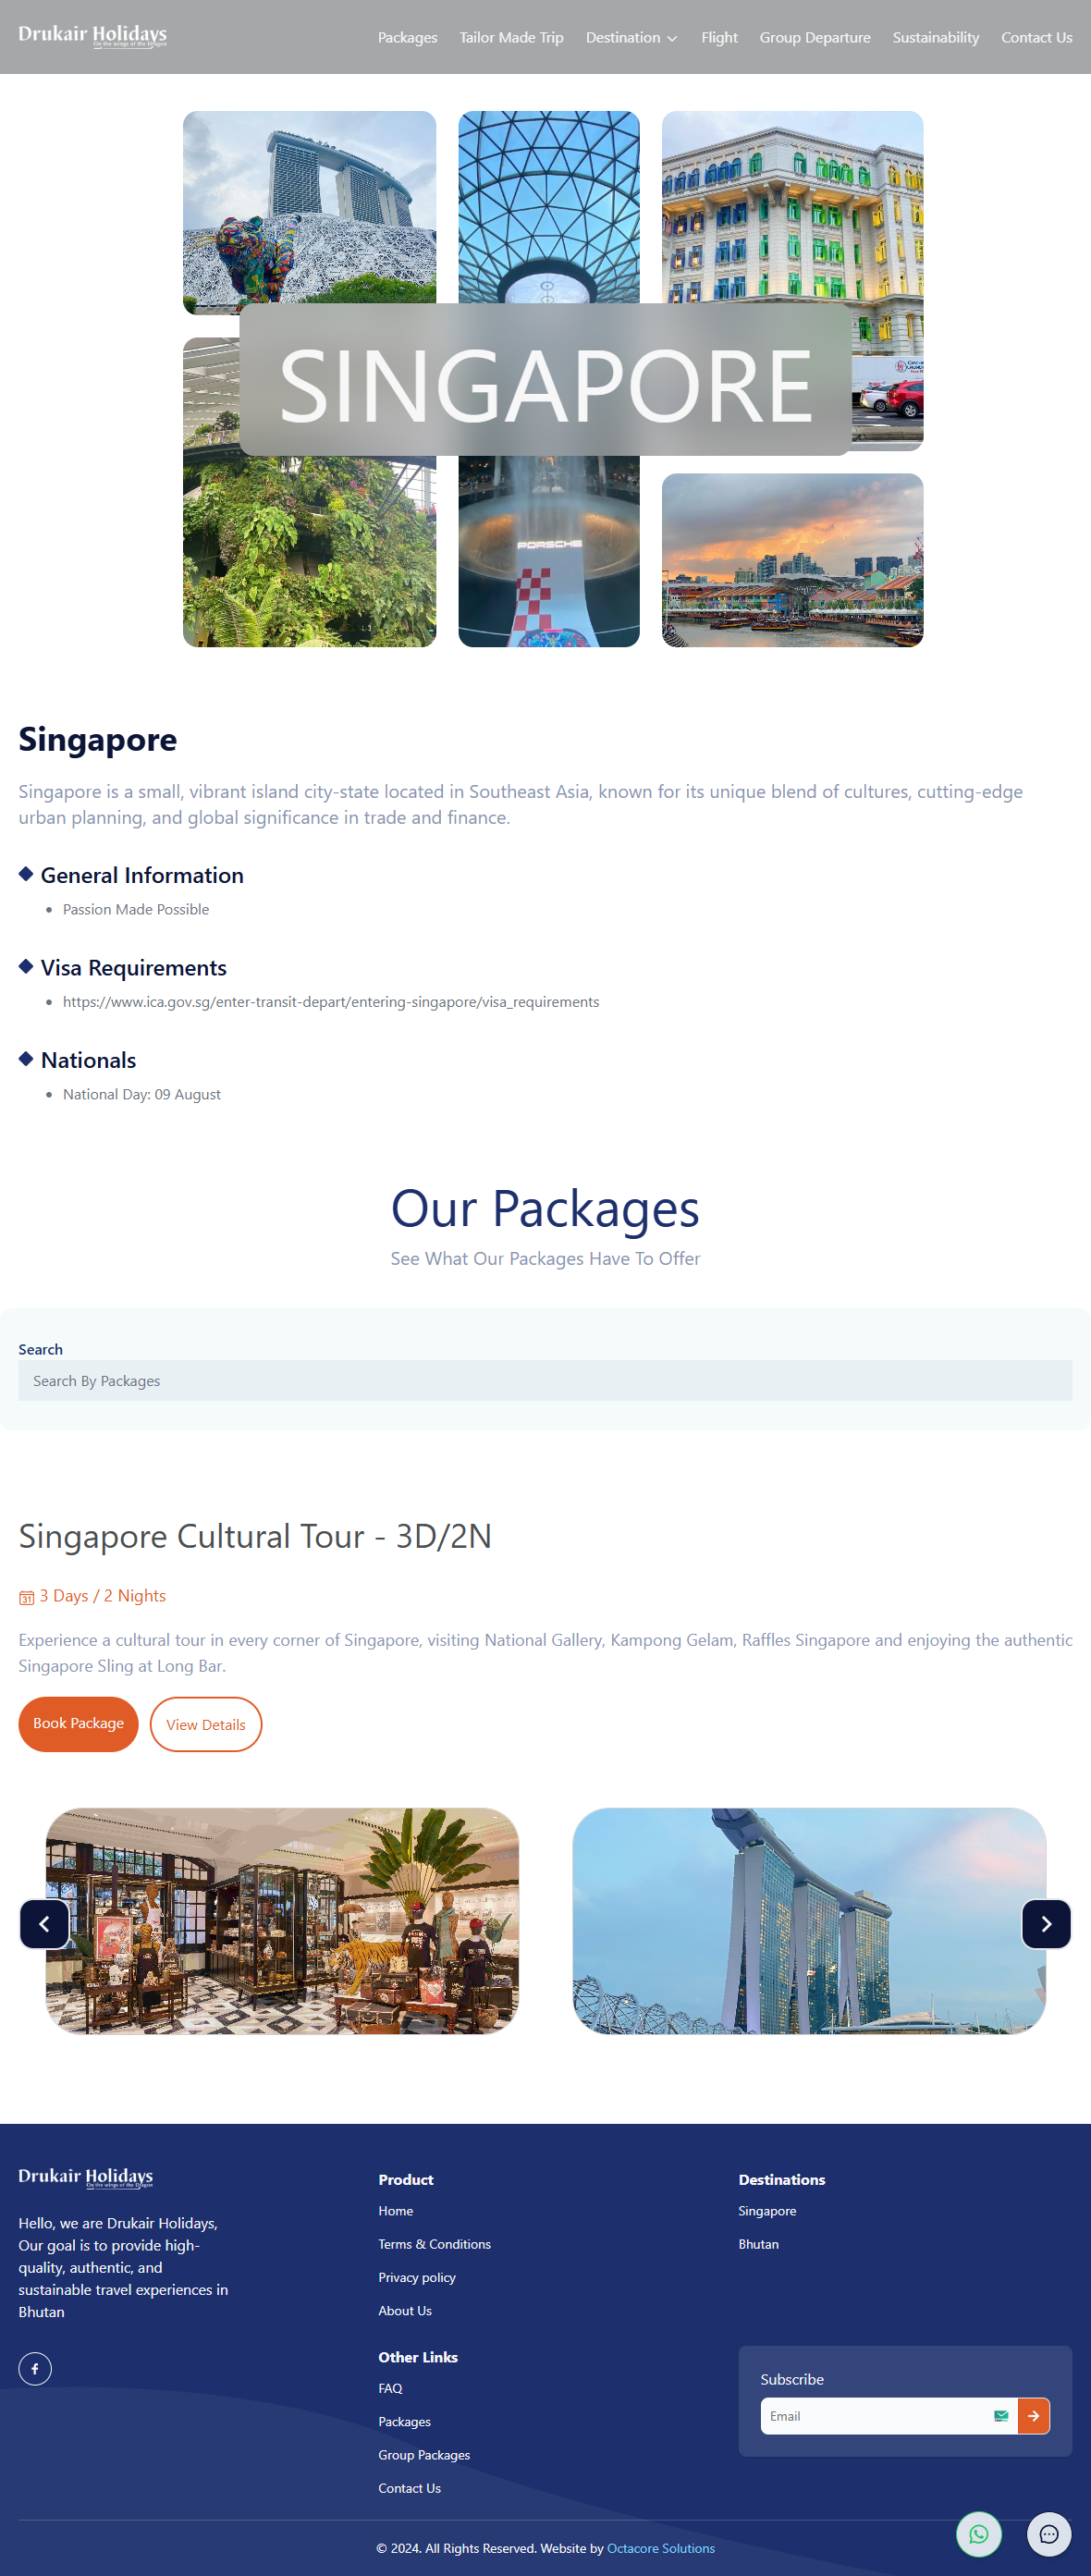 Drukair Holidays
On the wings of the Dragon
Packages
Tailor Made Trip
Destination
Flight
Group Departure
Sustainability
Contact Us
SINGAPORE
PORSCHE
Singapore
Singapore is a small, vibrant island city-state located in Southeast Asia, known for its unique blend of cultures, cutting-edge
urban planning, and global significance in trade and finance.
General Information
Passion Made Possible
Visa Requirements
https://www.ica.gov.sg/enter-transit-depart/entering-singapore/visa_requirements
Nationals
National Day: 09 August
Our Packages
See What Our Packages Have To Offer
Search
Search By Packages
Singapore Cultural Tour - 3D/2N
31
3 Days / 2 Nights
Experience a cultural tour in every corner of Singapore, visiting National Gallery, Kampong Gelam, Raffles Singapore and enjoying the authentic
Singapore Sling at Long Bar.
Book Package
View Details
Drukair Holidays
On the wings of the Dragon
Hello, we are Drukair Holidays,
Our goal is to provide high-
quality, authentic, and
sustainable travel experiences in
Bhutan
Product
Home
Terms & Conditions
Privacy policy
About Us
Destinations
Singapore
Bhutan
Other Links
FAQ
Packages
Group Packages
Contact Us
Subscribe
Email
© 2024. All Rights Reserved. Website by Octacore Solutions